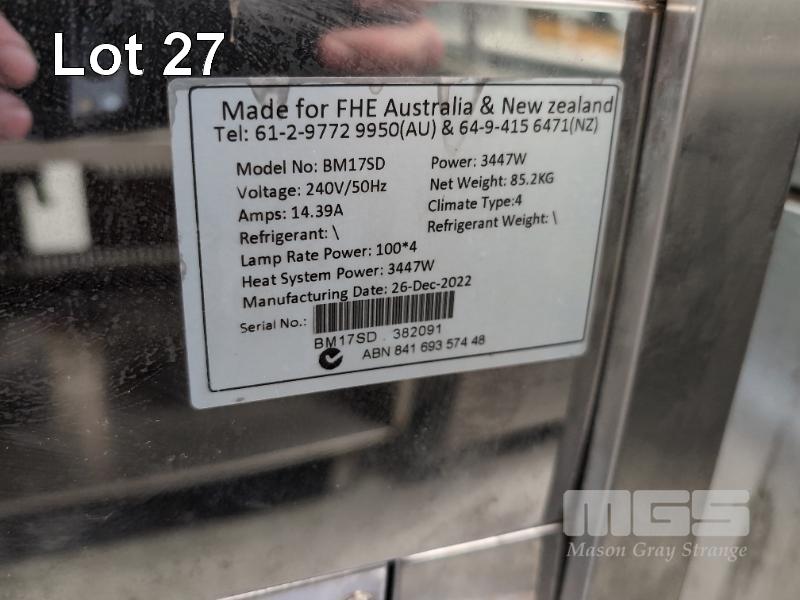 Lot 27
Made for FHE Australia & New zealand
Tel: 61-2-9772 9950(AU) & 64-9-415 6471(NZ)
Model No: BM17SD Power: 3447W
Voltage: 240V/50Hz Net Weight: 85.2KG
Amps: 14.39A Climate Type:4
Refrigerant: \ Refrigerant Weight: \
Lamp Rate Power: 100*4
Heat System Power: 3447W
Manufacturing Date: 26-Dec-2022
Serial No.:
BM17SD . 382091
ABN 841 693 574 48
MGS
Mason Gray Strange